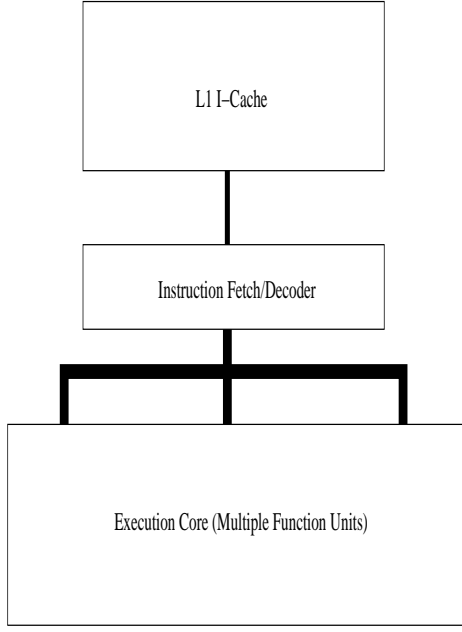 L1 I–Cache
Instruction Fetch/Decoder
Execution Core (Multiple Function Units)